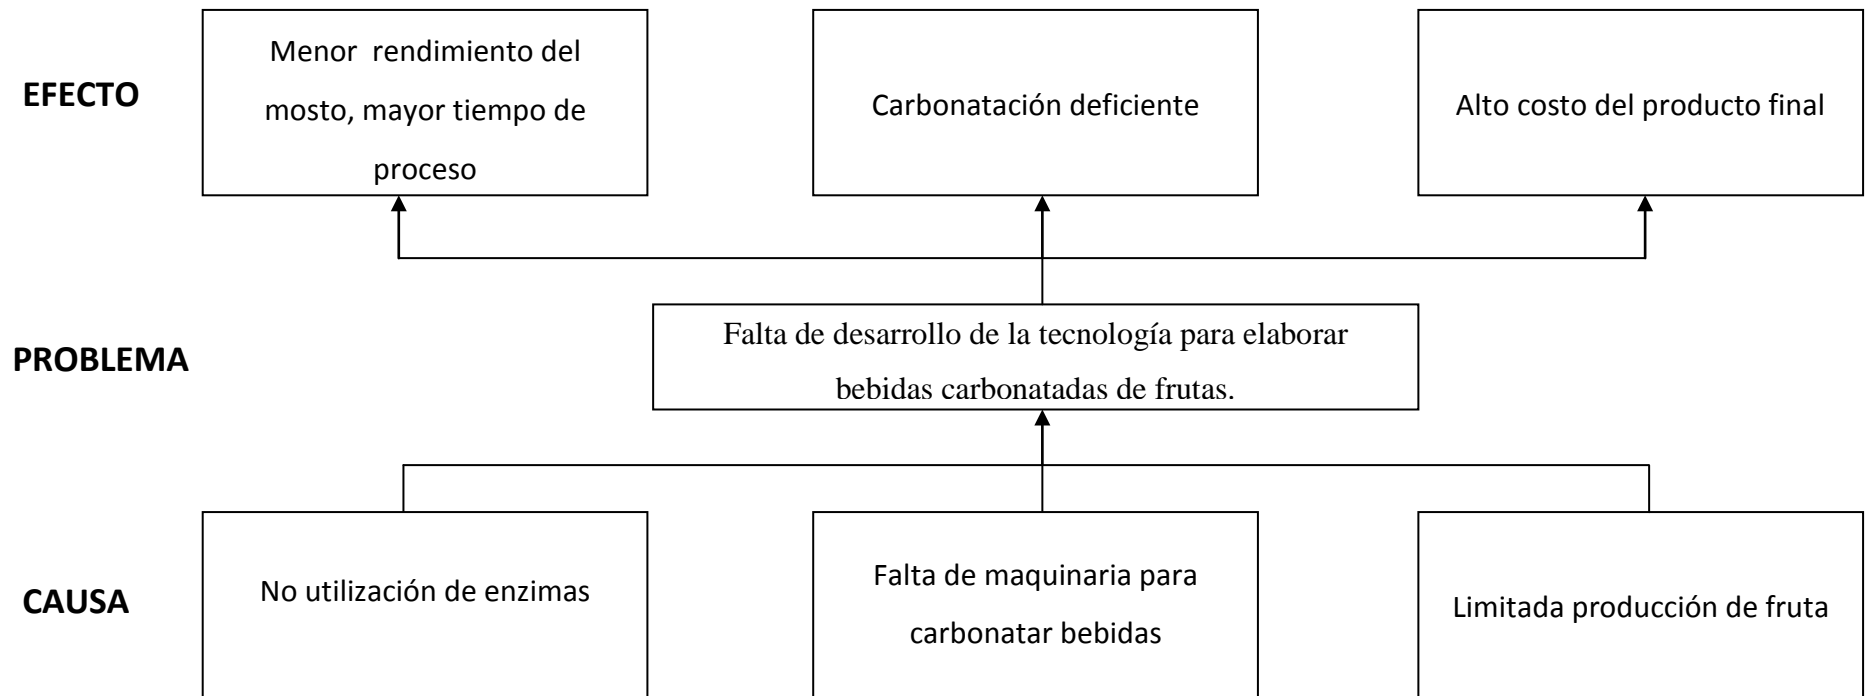 EFECTO
Menor  rendimiento del
mosto, mayor tiempo de
proceso
Carbonatación deficiente
Alto costo del producto final
PROBLEMA
Falta de desarrollo de la tecnología para elaborar
bebidas carbonatadas de frutas.
CAUSA
No utilización de enzimas
Falta de maquinaria para
carbonatar bebidas
Limitada producción de fruta